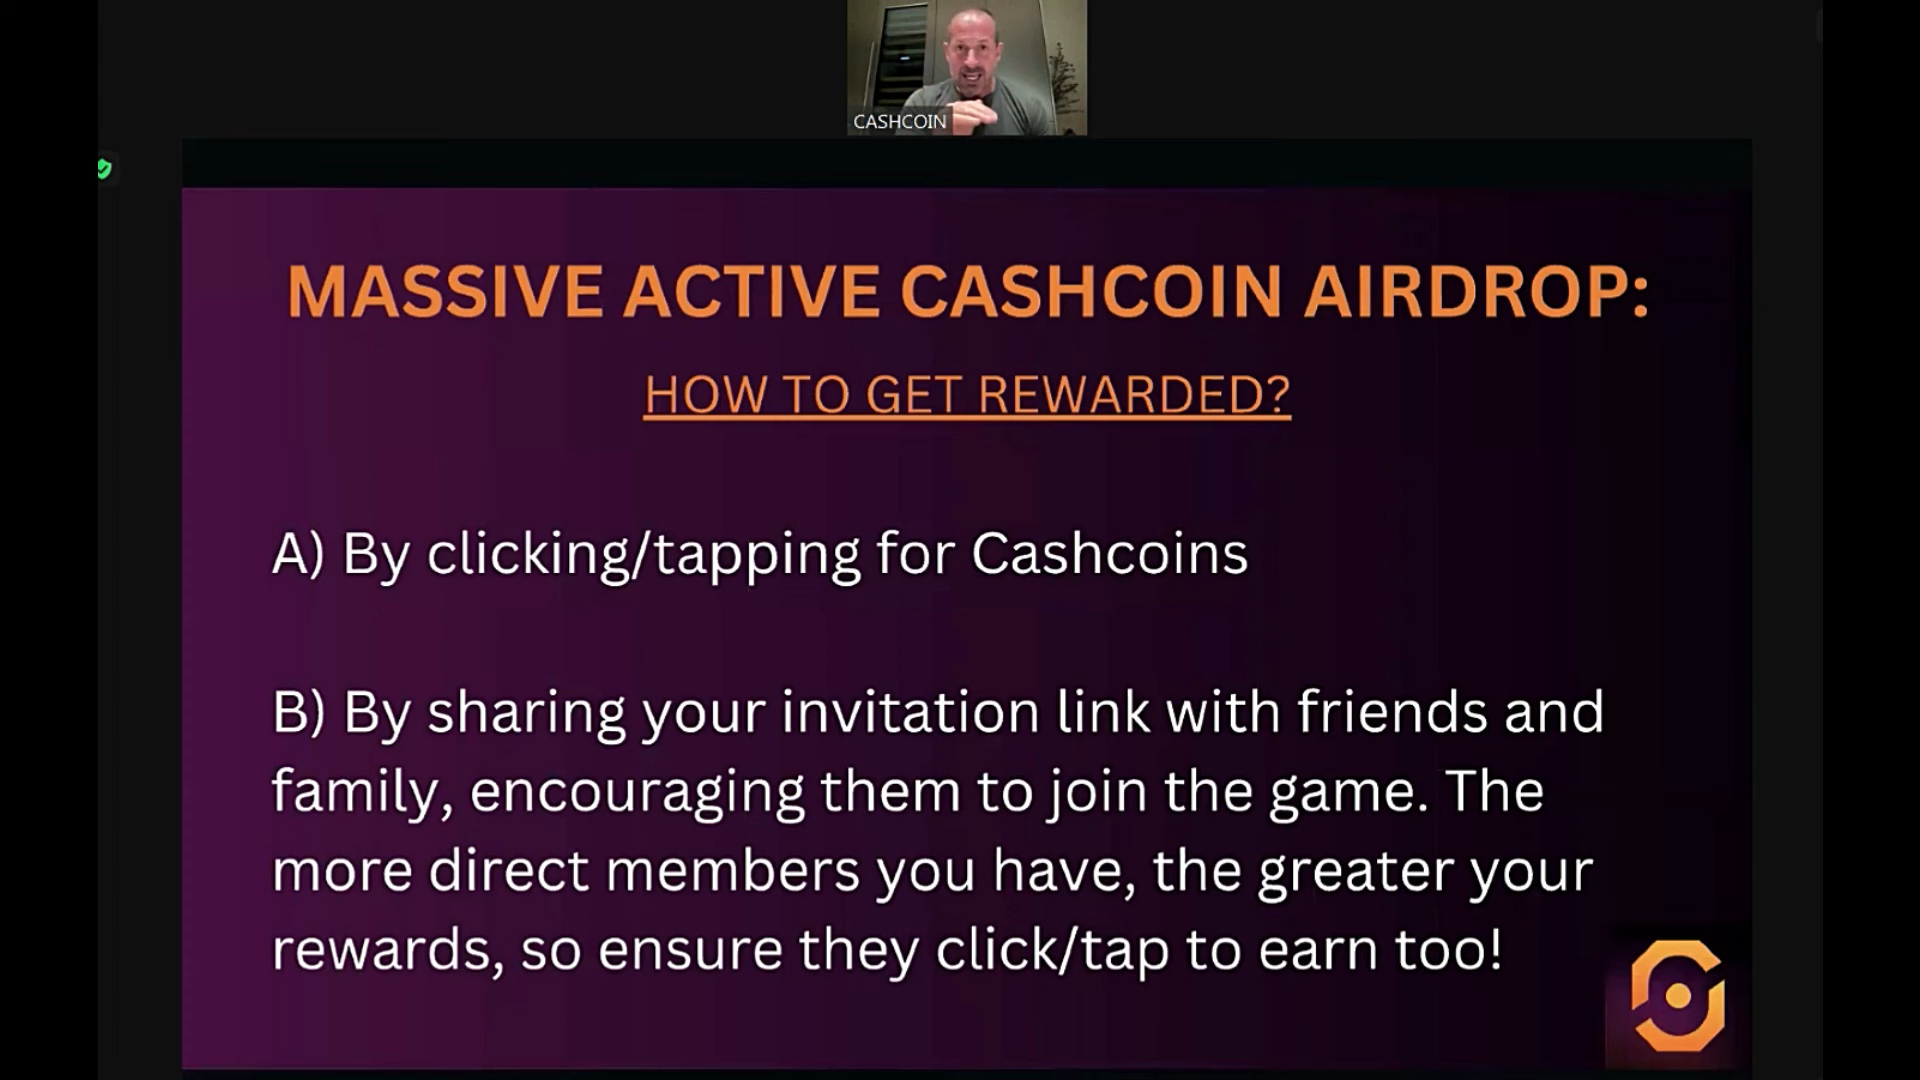 CASHCOIN
MASSIVE ACTIVE CASHCOIN AIRDROP:
HOW TO GET REWARDED?
A) By clicking/tapping for Cashcoins
B) By sharing your invitation link with friends and
family, encouraging them to join the game. The
more direct members you have, the greater your
rewards, so ensure they click/tap to earn too!